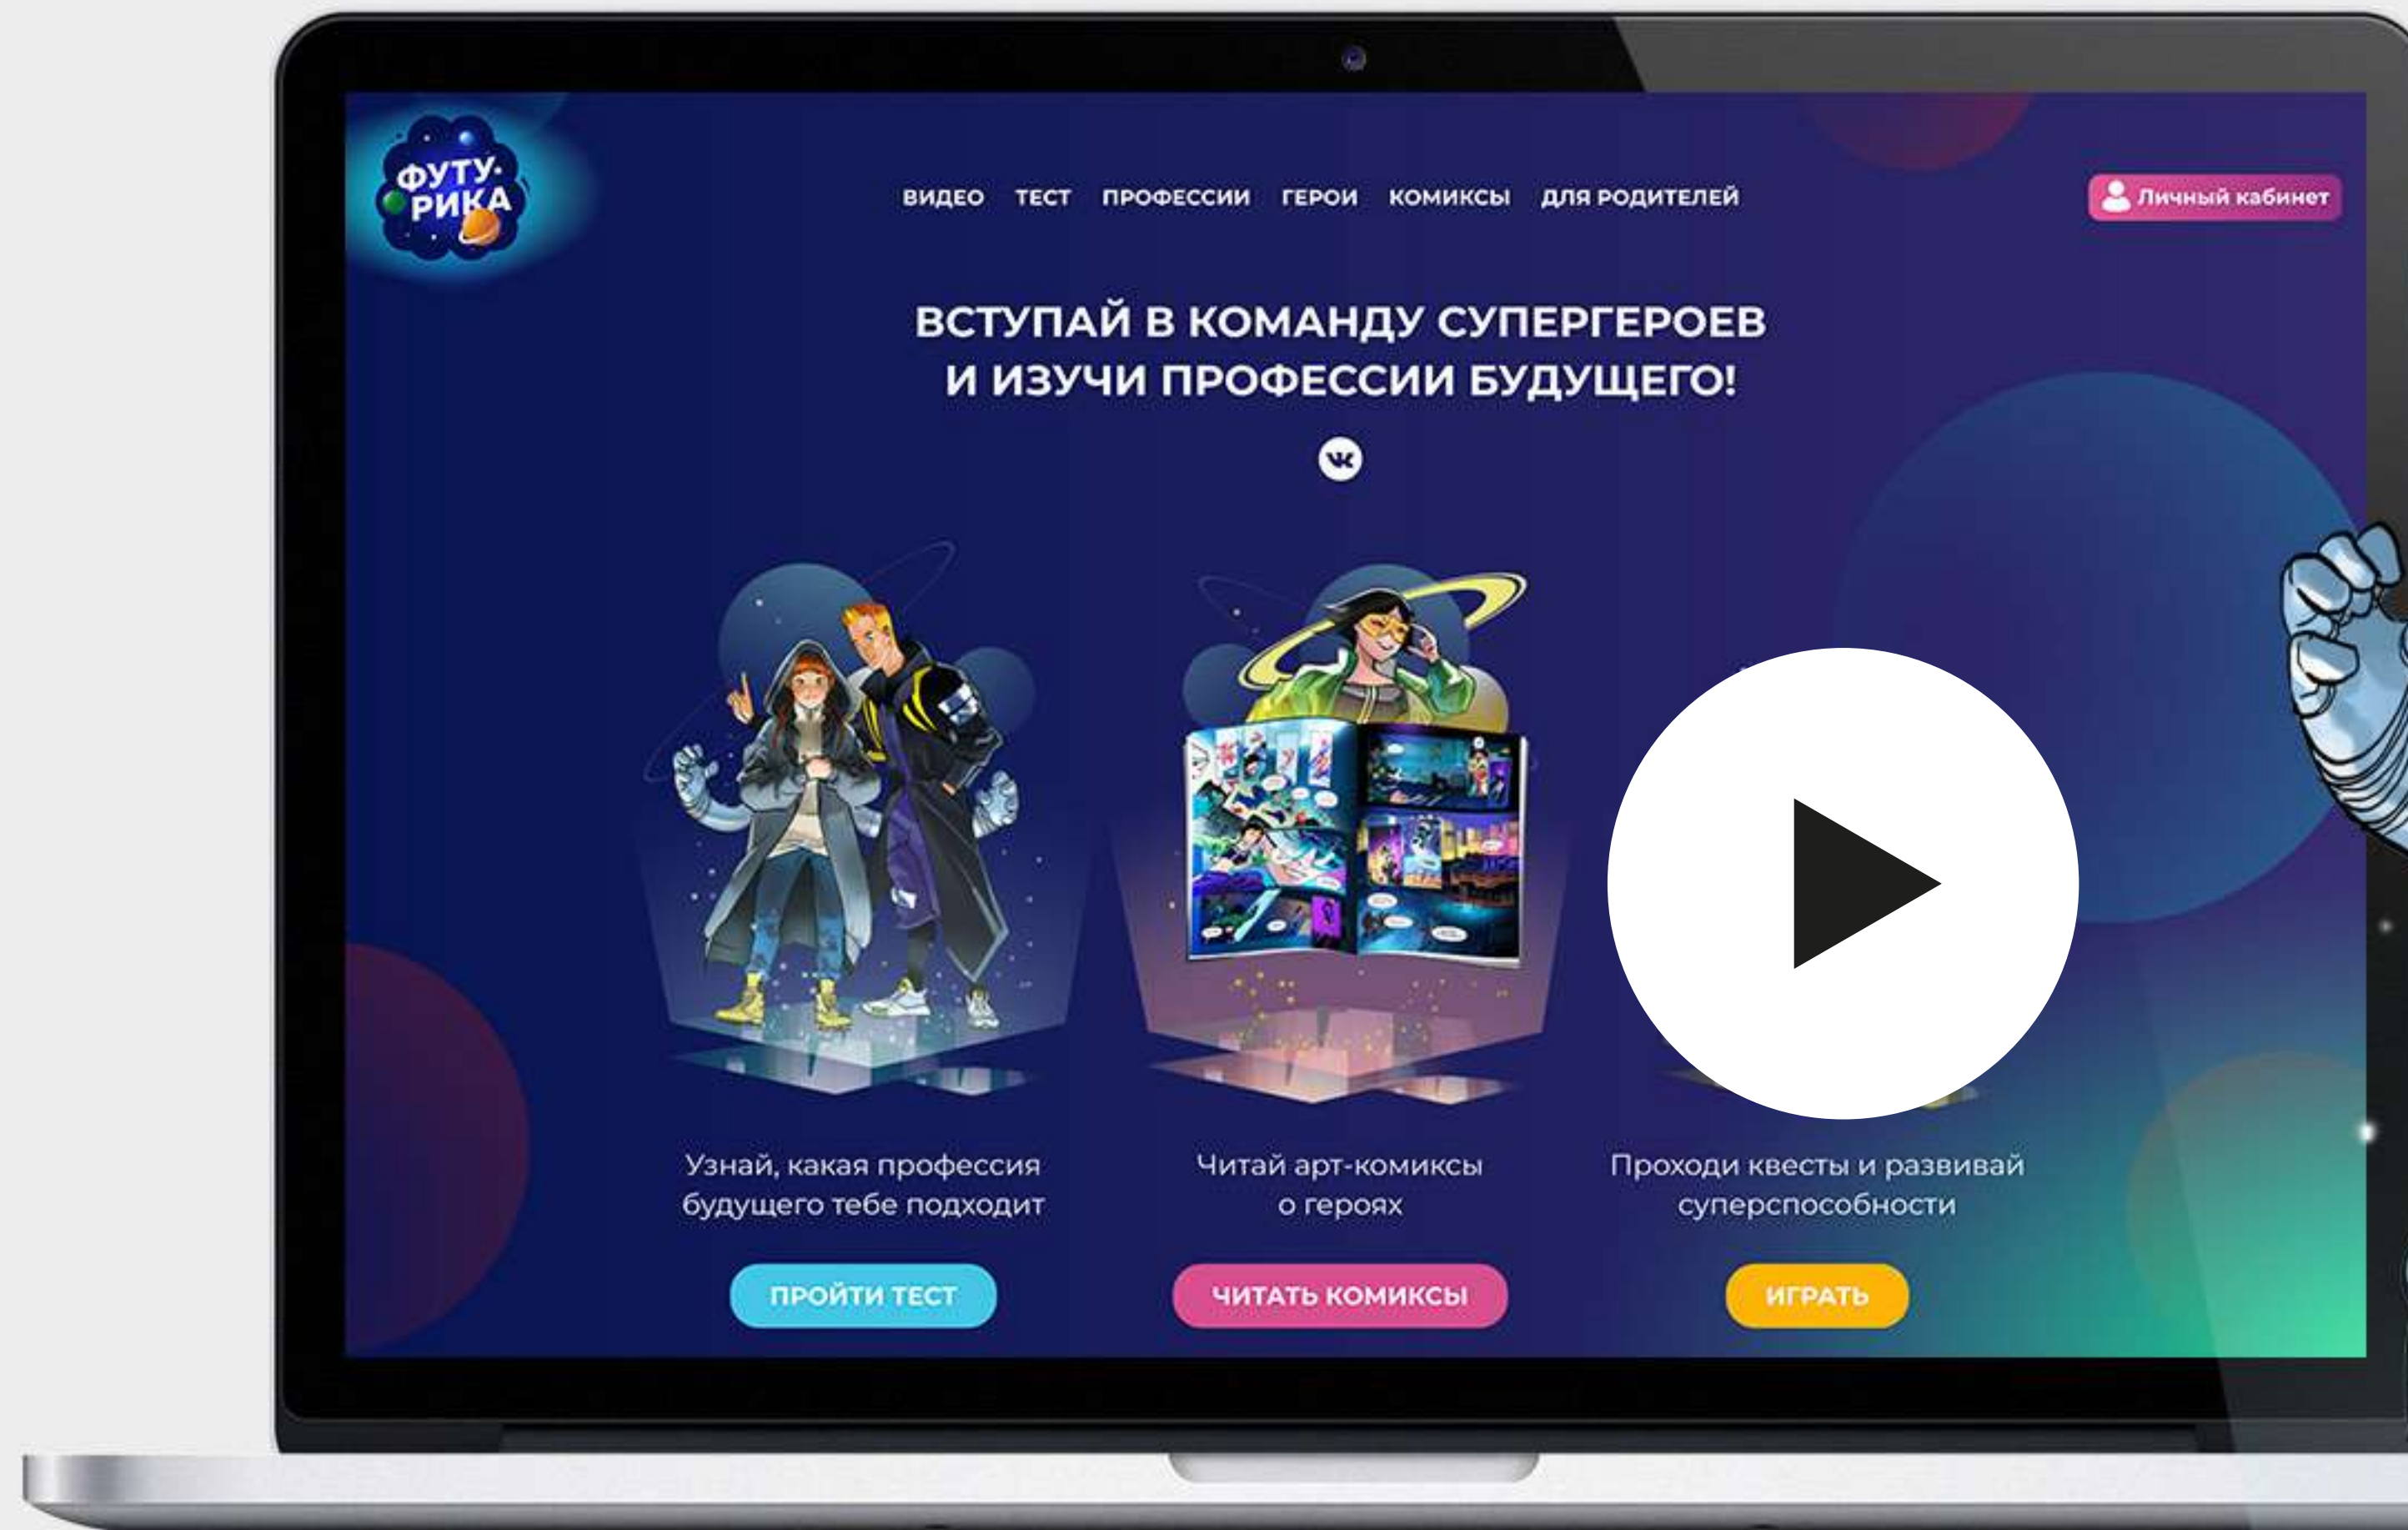 ФУТУ-
РИКА
ВИДЕО ТЕСТ ПРОФЕССИИ ГЕРОИ КОМИКСЫ ДЛЯ РОДИТЕЛЕЙ
Личный кабинет
ВСТУПАЙ В КОМАНДУ СУПЕРГЕРОЕВ
И ИЗУЧИ ПРОФЕССИИ БУДУЩЕГО!
Узнай, какая профессия
будущего тебе подходит
ПРОЙТИ ТЕСТ
Читай арт-комиксы
о героях
ЧИТАТЬ КОМИКСЫ
Проходи квесты и развивай
суперспособности
ИГРАТЬ